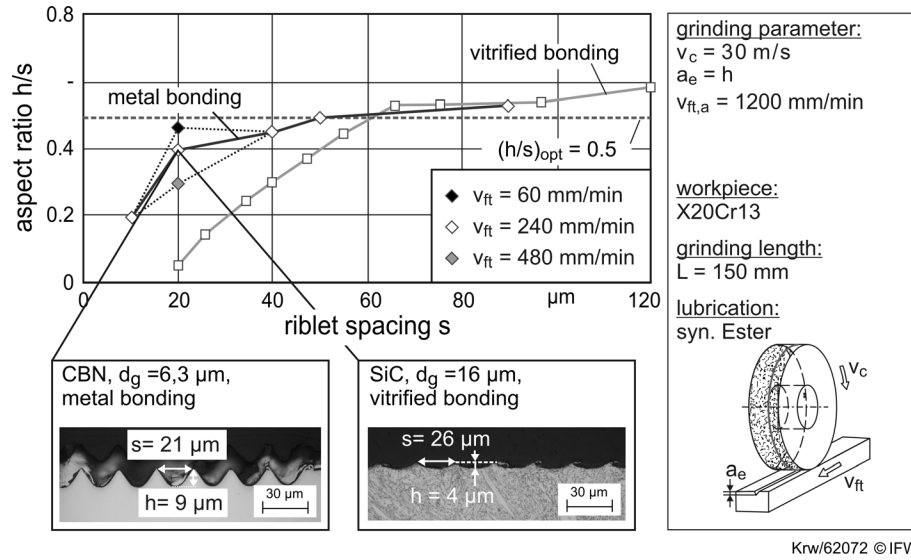 0.8
-
0.4
0.2
0
aspect ratio h/s
metal bonding
vitrified bonding
(h/s)opt = 0.5
vft = 60 mm/min
vft = 240 mm/min
vft = 480 mm/min
0
20
40
60
80
µm
120
riblet spacing s
CBN, dg =6,3 µm,
metal bonding
s= 21 µm
h= 9 µm
30 µm
SiC, dg =16 µm,
vitrified bonding
s= 26 µm
h = 4 µm
30 µm
grinding parameter:
vc = 30 m/s
ae = h
vft,a = 1200 mm/min
workpiece:
X20Cr13
grinding length:
L = 150 mm
lubrication:
syn. Ester
vc
ae
vft
Krw/62072 © IFW